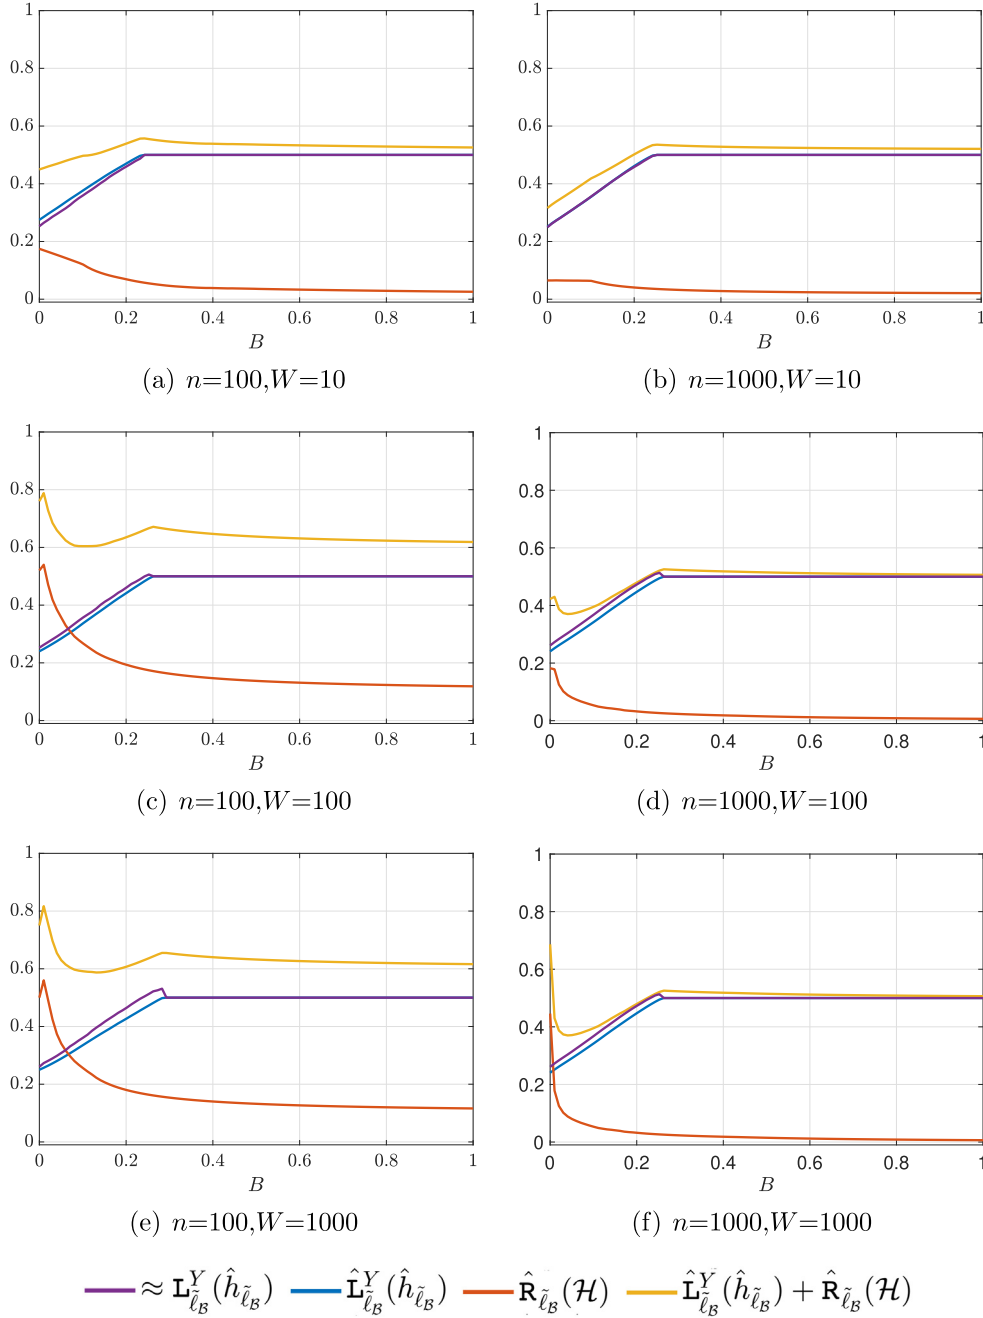 1
0.8
0.6
0.4
0.2
0
0 0.2 0.4 0.6 0.8 1
B
(a) n=100,W=10
1
0.8
0.6
0.4
0.2
0
0 0.2 0.4 0.6 0.8 1
B
(b) n=1000,W=10
1
0.8
0.6
0.4
0.2
0
0 0.2 0.4 0.6 0.8 1
B
(c) n=100,W=100
1
0.8
0.6
0.4
0.2
0
0 0.2 0.4 0.6 0.8 1
B
(d) n=1000,W=100
1
0.8
0.6
0.4
0.2
0
0 0.2 0.4 0.6 0.8 1
B
(e) n=100,W=1000
1
0.8
0.6
0.4
0.2
0
0 0.2 0.4 0.6 0.8 1
B
(f) n=1000,W=1000
≈ L^Y_{ℓ̃_ℬ}(ĥ_{ℓ̃_ℬ}) L̂^Y_{ℓ̃_ℬ}(ĥ_{ℓ̃_ℬ}) R̂_{ℓ̃_ℬ}(ℋ) L̂^Y_{ℓ̃_ℬ}(ĥ_{ℓ̃_ℬ}) + R̂_{ℓ̃_ℬ}(ℋ)